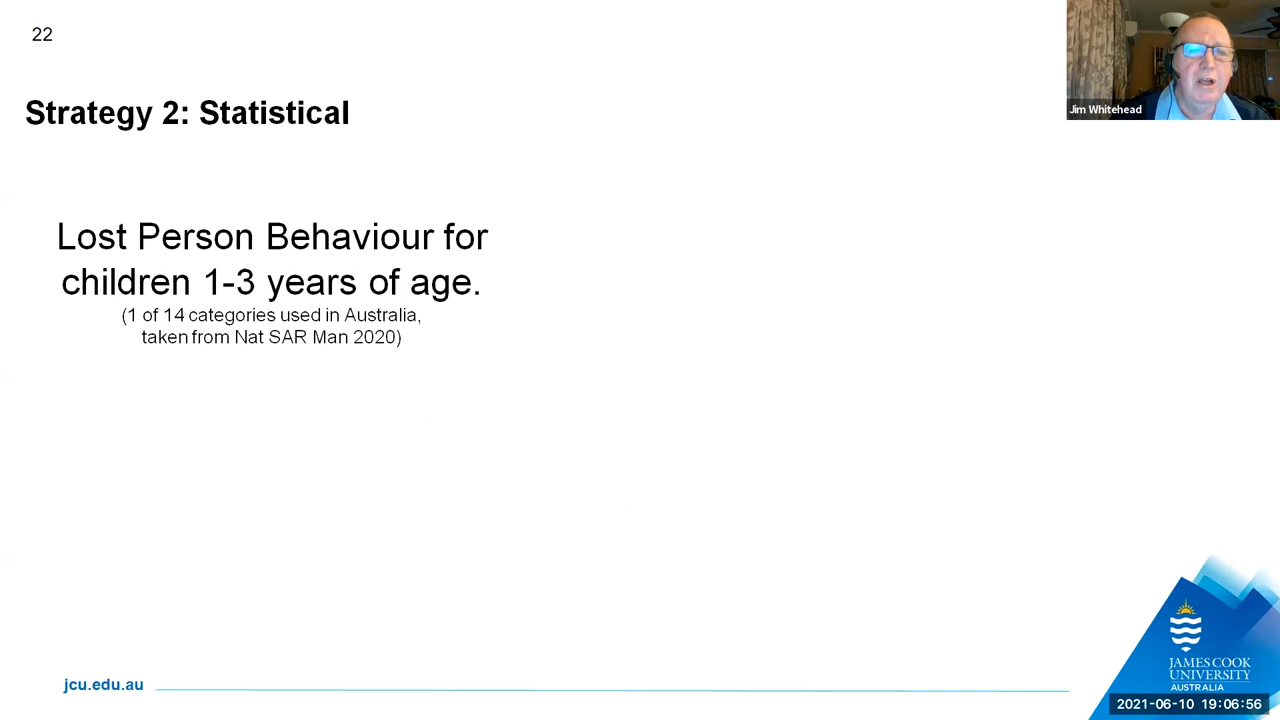 22
Jim Whitehead
Strategy 2: Statistical
Lost Person Behaviour for
children 1-3 years of age.
(1 of 14 categories used in Australia,
taken from Nat SAR Man 2020)
jcu.edu.au
JAMES COOK
UNIVERSITY
AUSTRALIA
2021-06-10 19:06:56